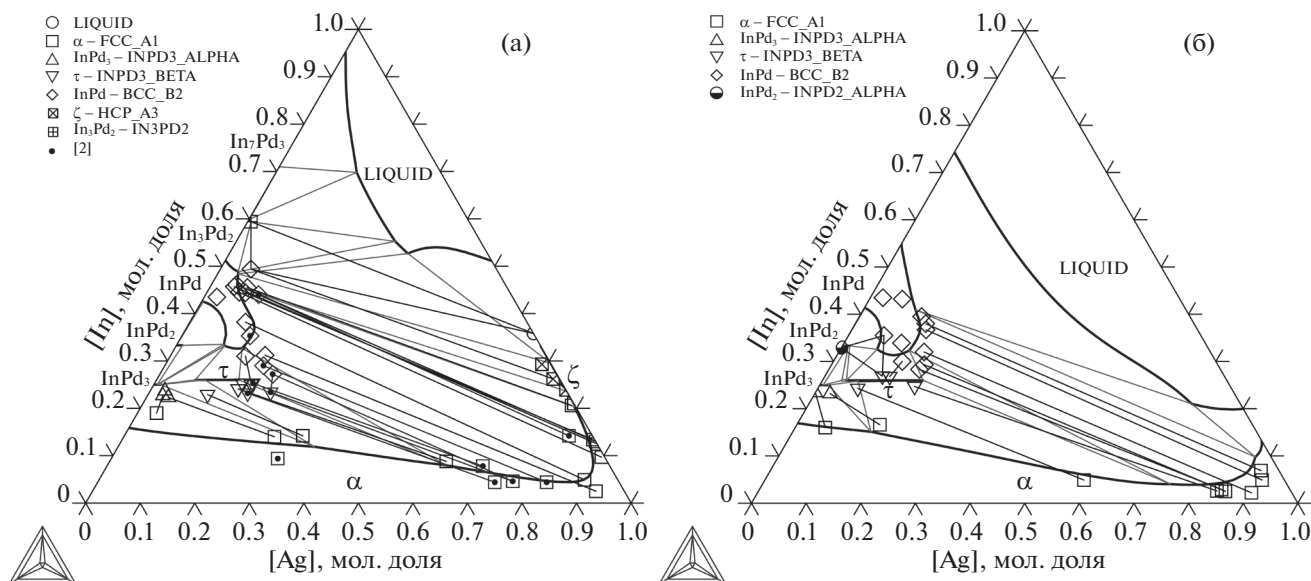 LIQUID
α – FCC_A1
InPd₃ – INPD3_ALPHA
τ – INPD3_BETA
InPd – BCC_B2
ζ – HCP_A3
In₃Pd₂ – IN3PD2
[2]
(а)
1.0
0.9
0.8
In₇Pd₃
0.7
LIQUID
0.6
In₃Pd₂
0.5
InPd
0.4
InPd₂
0.3
InPd₃
0.2
0.1
0
[In], мол. доля
τ
ζ
α
0 0.1 0.2 0.3 0.4 0.5 0.6 0.7 0.8 0.9 1.0
[Ag], мол. доля
α – FCC_A1
InPd₃ – INPD3_ALPHA
τ – INPD3_BETA
InPd – BCC_B2
InPd₂ – INPD2_ALPHA
(б)
1.0
0.9
0.8
0.7
0.6
0.5
LIQUID
InPd
0.4
InPd₂
0.3
InPd₃
0.2
0.1
0
[In], мол. доля
τ
α
0 0.1 0.2 0.3 0.4 0.5 0.6 0.7 0.8 0.9 1.0
[Ag], мол. доля